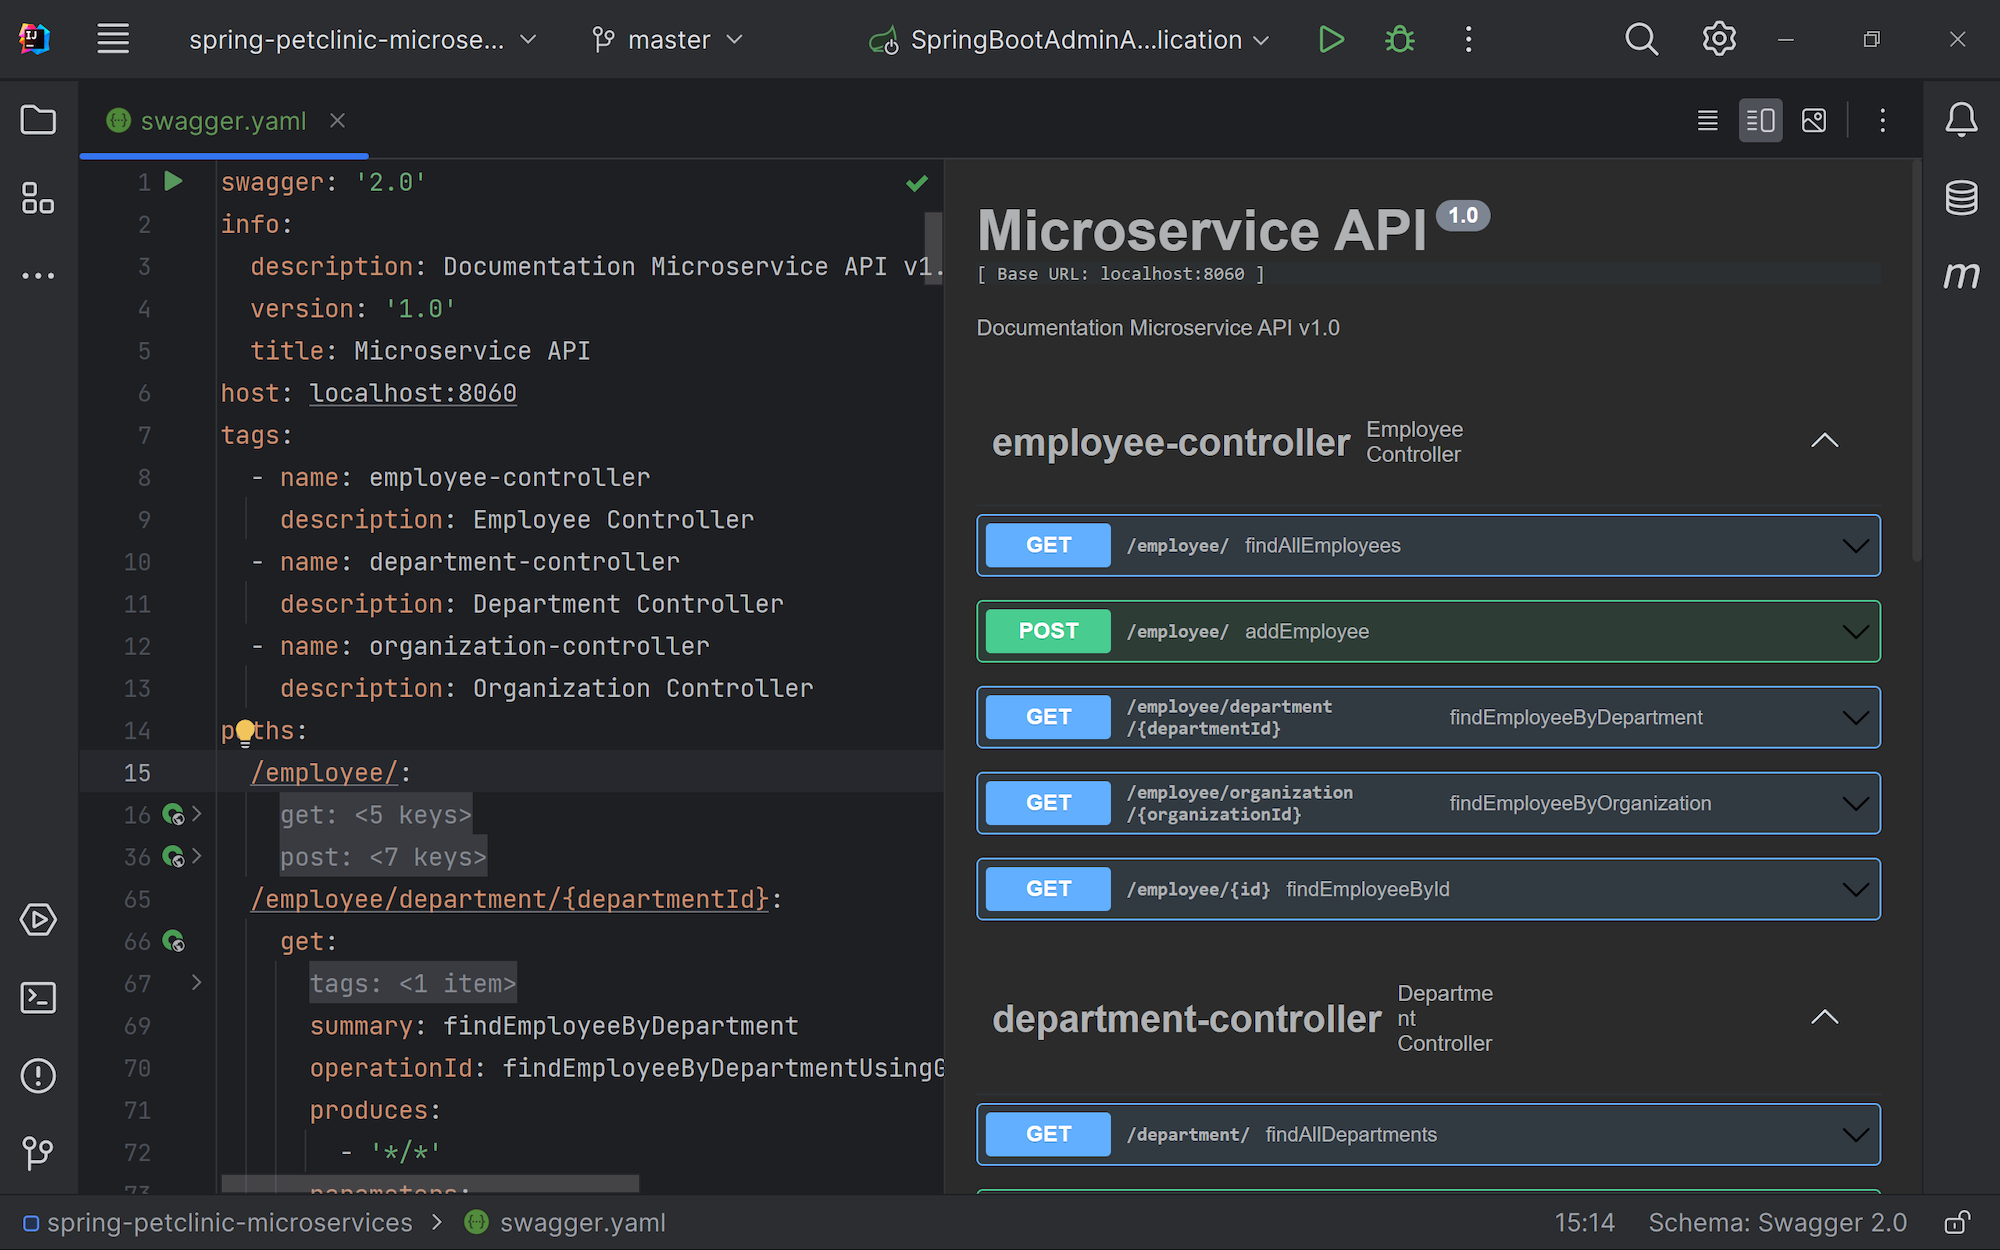 spring-petclinic-microse...
master
SpringBootAdminA...lication
swagger.yaml
1 swagger: '2.0'
2 info:
3 description: Documentation Microservice API v1.
4 version: '1.0'
5 title: Microservice API
6 host: localhost:8060
7 tags:
8 - name: employee-controller
9 description: Employee Controller
10 - name: department-controller
11 description: Department Controller
12 - name: organization-controller
13 description: Organization Controller
14 paths:
15 /employee/:
16 get: <5 keys>
36 post: <7 keys>
65 /employee/department/{departmentId}:
66 get:
67 tags: <1 item>
69 summary: findEmployeeByDepartment
70 operationId: findEmployeeByDepartmentUsingG
71 produces:
72 - '*/*'
73 parameters:
Microservice API 1.0
[ Base URL: localhost:8060 ]
Documentation Microservice API v1.0
employee-controller
Employee
Controller
GET /employee/ findAllEmployees
POST /employee/ addEmployee
GET /employee/department
/{departmentId}
findEmployeeByDepartment
GET /employee/organization
/{organizationId}
findEmployeeByOrganization
GET /employee/{id} findEmployeeById
department-controller
Departme
nt
Controller
GET /department/ findAllDepartments
m
spring-petclinic-microservices > swagger.yaml
15:14 Schema: Swagger 2.0